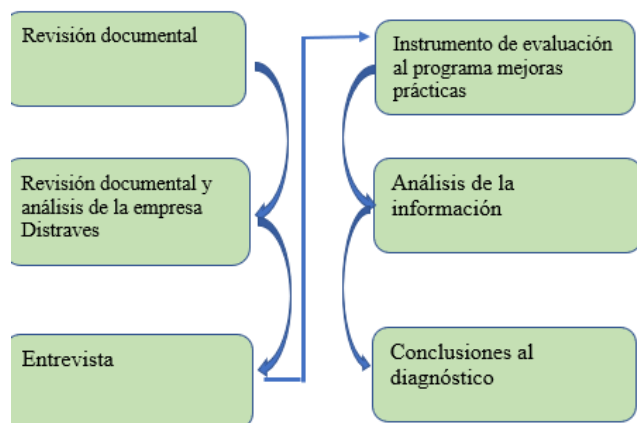 Revisión documental
Revisión documental y
análisis de la empresa
Distraves
Entrevista
Instrumento de evaluación
al programa mejoras
prácticas
Análisis de la
información
Conclusiones al
diagnóstico